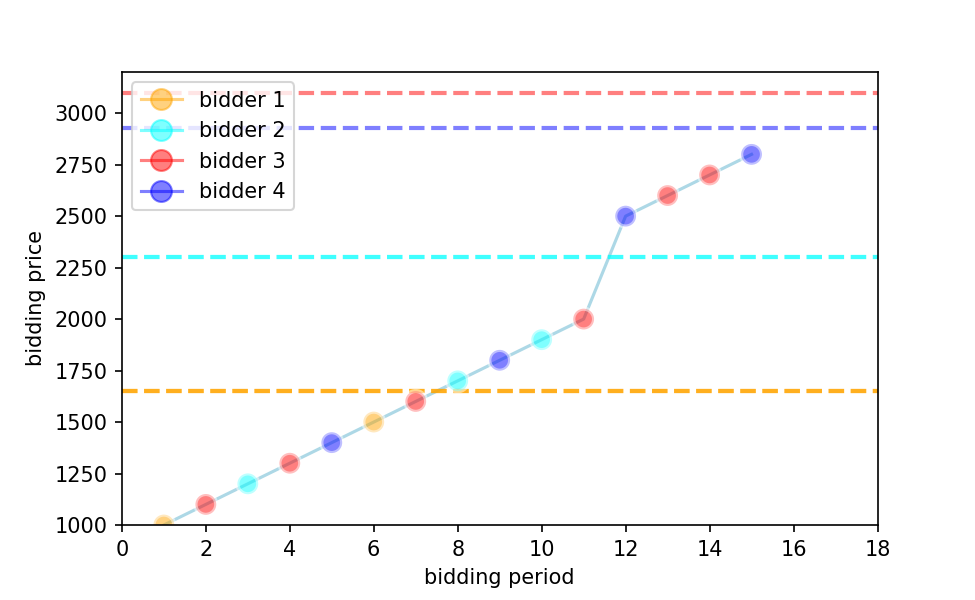 bidder 1
bidder 2
bidder 3
bidder 4
3000
2750
2500
2250
2000
1750
1500
1250
1000
bidding price
0 2 4 6 8 10 12 14 16 18
bidding period